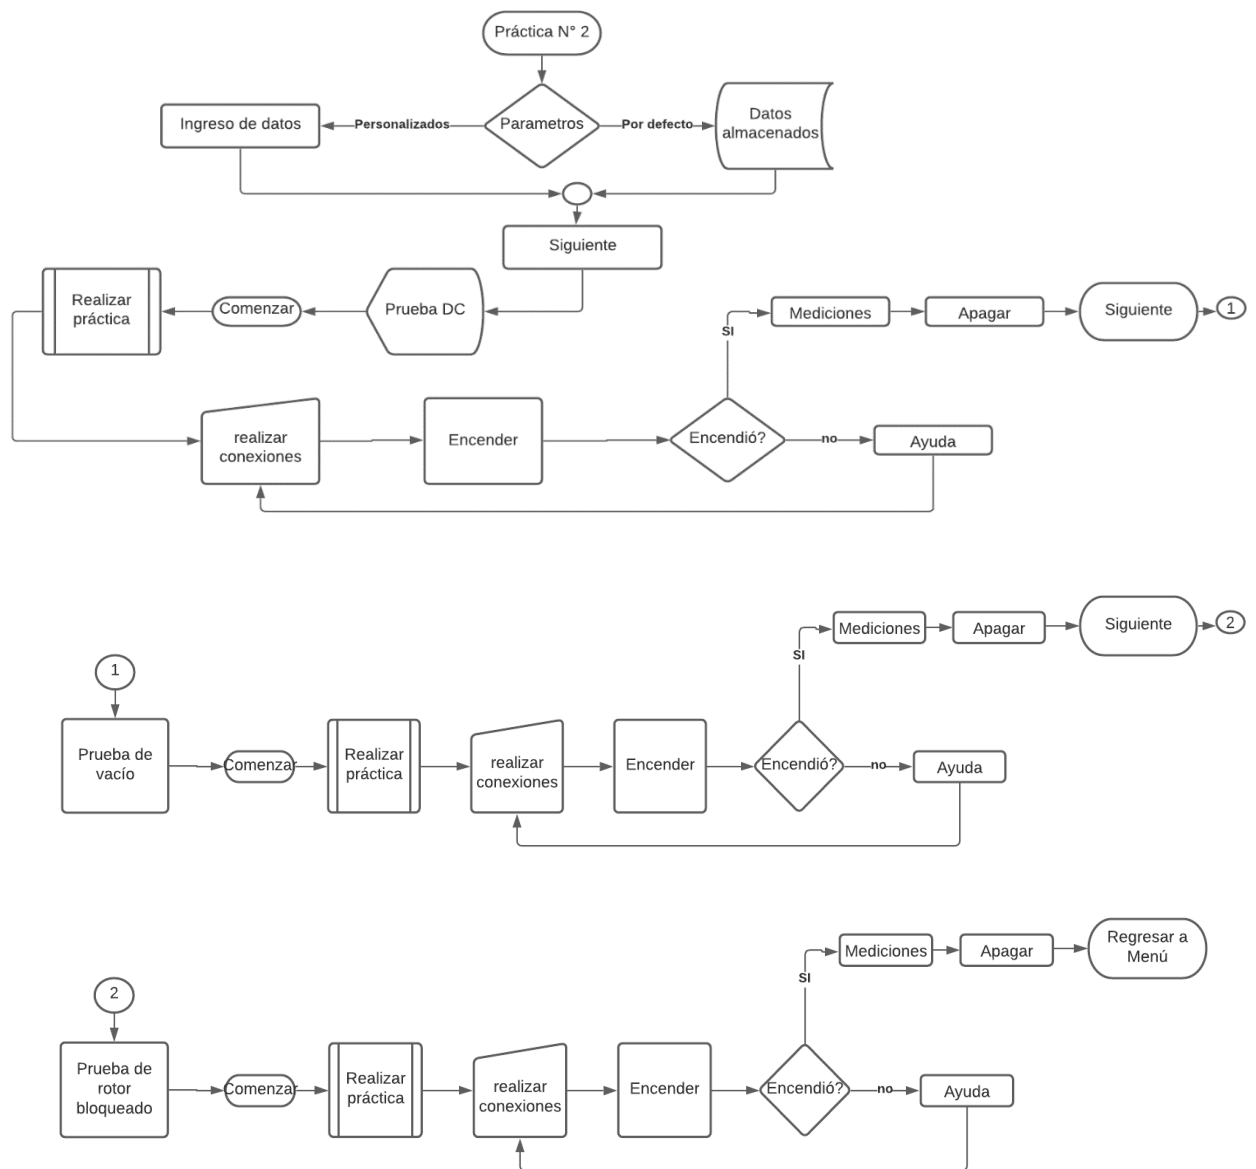 Práctica N° 2
Ingreso de datos
Personalizados
Parametros
Por defecto
Datos
almacenados
Siguiente
Realizar
práctica
Comenzar
Prueba DC
SI
Mediciones
Apagar
Siguiente
1
realizar
conexiones
Encender
Encendió?
no
Ayuda
1
Prueba de
vacío
Comenzar
Realizar
práctica
realizar
conexiones
Encender
Encendió?
SI
Mediciones
Apagar
Siguiente
2
no
Ayuda
2
Prueba de
rotor
bloqueado
Comenzar
Realizar
práctica
realizar
conexiones
Encender
Encendió?
SI
Mediciones
Apagar
Regresar a
Menú
no
Ayuda